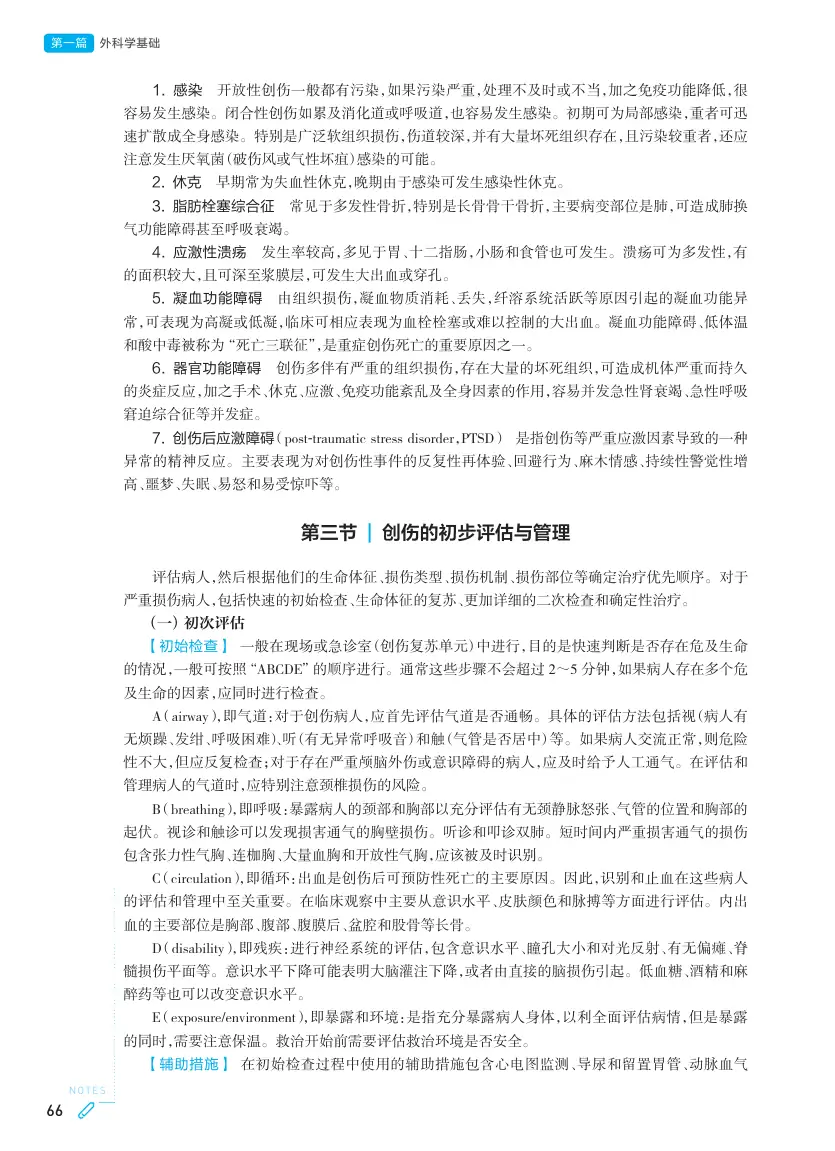 第一篇 外科学基础
1. 感染 开放性创伤一般都有污染,如果污染严重,处理不及时或不当,加之免疫功能降低,很
容易发生感染。闭合性创伤如累及消化道或呼吸道,也容易发生感染。初期可为局部感染,重者可迅
速扩散成全身感染。特别是广泛软组织损伤,伤道较深,并有大量坏死组织存在,且污染较重者,还应
注意发生厌氧菌(破伤风或气性坏疽)感染的可能。
2. 休克 早期常为失血性休克,晚期由于感染可发生感染性休克。
3. 脂肪栓塞综合征 常见于多发性骨折,特别是长骨骨干骨折,主要病变部位是肺,可造成肺换
气功能障碍甚至呼吸衰竭。
4. 应激性溃疡 发生率较高,多见于胃、十二指肠,小肠和食管也可发生。溃疡可为多发性,有
的面积较大,且可深至浆膜层,可发生大出血或穿孔。
5. 凝血功能障碍 由组织损伤,凝血物质消耗、丢失,纤溶系统活跃等原因引起的凝血功能异
常,可表现为高凝或低凝,临床可相应表现为血栓栓塞或难以控制的大出血。凝血功能障碍、低体温
和酸中毒被称为“死亡三联征”,是重症创伤死亡的重要原因之一。
6. 器官功能障碍 创伤多伴有严重的组织损伤,存在大量的坏死组织,可造成机体严重而持久
的炎症反应,加之手术、休克、应激、免疫功能紊乱及全身因素的作用,容易并发急性肾衰竭、急性呼吸
窘迫综合征等并发症。
7. 创伤后应激障碍(post-traumatic stress disorder,PTSD) 是指创伤等严重应激因素导致的一种
异常的精神反应。主要表现为对创伤性事件的反复性再体验、回避行为、麻木情感、持续性警觉性增
高、噩梦、失眠、易怒和易受惊吓等。
第三节 | 创伤的初步评估与管理
评估病人,然后根据他们的生命体征、损伤类型、损伤机制、损伤部位等确定治疗优先顺序。对于
严重损伤病人,包括快速的初始检查、生命体征的复苏、更加详细的二次检查和确定性治疗。
(一)初次评估
【初始检查】 一般在现场或急诊室(创伤复苏单元)中进行,目的是快速判断是否存在危及生命
的情况,一般可按照“ABCDE”的顺序进行。通常这些步骤不会超过 2～5 分钟,如果病人存在多个危
及生命的因素,应同时进行检查。
A(airway),即气道:对于创伤病人,应首先评估气道是否通畅。具体的评估方法包括视(病人有
无烦躁、发绀、呼吸困难)、听(有无异常呼吸音)和触(气管是否居中)等。如果病人交流正常,则危险
性不大,但应反复检查;对于存在严重颅脑外伤或意识障碍的病人,应及时给予人工通气。在评估和
管理病人的气道时,应特别注意颈椎损伤的风险。
B(breathing),即呼吸:暴露病人的颈部和胸部以充分评估有无颈静脉怒张、气管的位置和胸部的
起伏。视诊和触诊可以发现损害通气的胸壁损伤。听诊和叩诊双肺。短时间内严重损害通气的损伤
包含张力性气胸、连枷胸、大量血胸和开放性气胸,应该被及时识别。
C(circulation),即循环:出血是创伤后可预防性死亡的主要原因。因此,识别和止血在这些病人
的评估和管理中至关重要。在临床观察中主要从意识水平、皮肤颜色和脉搏等方面进行评估。内出
血的主要部位是胸部、腹部、腹膜后、盆腔和股骨等长骨。
D(disability),即残疾:进行神经系统的评估,包含意识水平、瞳孔大小和对光反射、有无偏瘫、脊
髓损伤平面等。意识水平下降可能表明大脑灌注下降,或者由直接的脑损伤引起。低血糖、酒精和麻
醉药等也可以改变意识水平。
E(exposure/environment),即暴露和环境:是指充分暴露病人身体,以利全面评估病情,但是暴露
的同时,需要注意保温。救治开始前需要评估救治环境是否安全。
【辅助措施】 在初始检查过程中使用的辅助措施包含心电图监测、导尿和留置胃管、动脉血气
NOTES
66